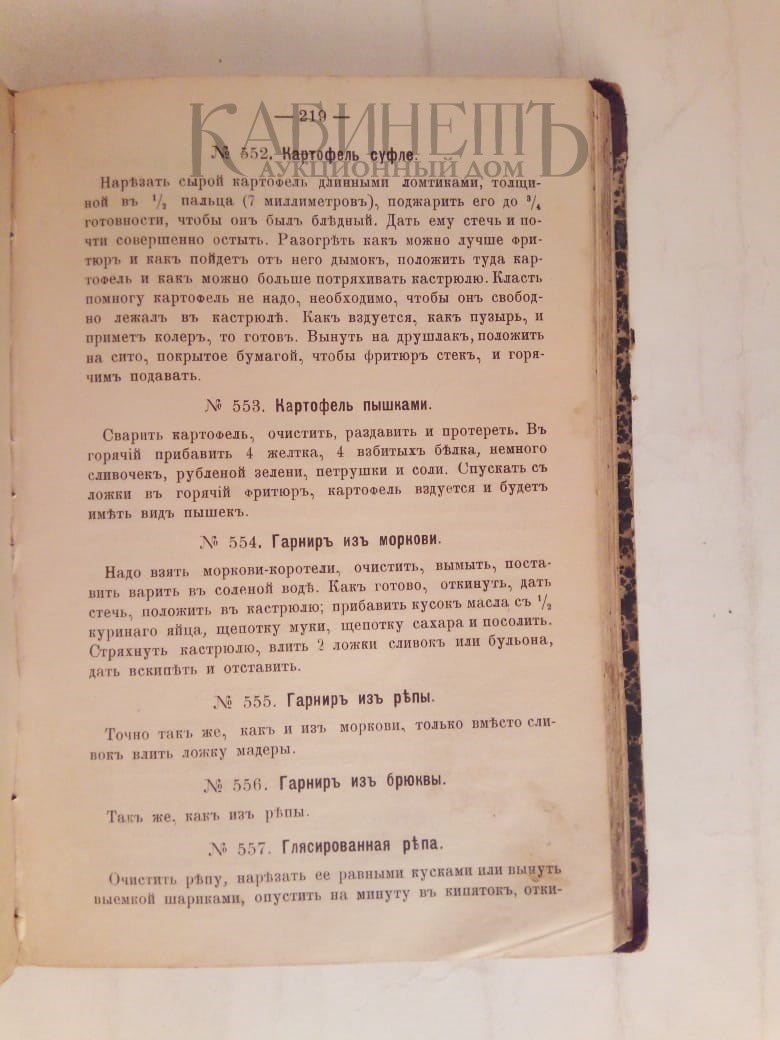 КАБИНЕТЪ
АУКЦИОННЫЙ ДОМ
— 219 —
№ 552. Картофель суфле.
Нарѣзать сырой картофель длинными ломтиками, толщи-
ной въ 1/2 пальца (7 миллиметровъ), поджарить его до 3/4
готовности, чтобы онъ былъ блѣдный. Дать ему стечь и по-
чти совершенно остыть. Разогрѣть какъ можно лучше фри-
тюръ и какъ пойдетъ отъ него дымокъ, положить туда кар-
тофель и какъ можно больше потряхивать кастрюлю. Класть
помногу картофель не надо, необходимо, чтобы онъ свобод-
но лежалъ въ кастрюлѣ. Какъ вздуется, какъ пузырь, и
приметъ колеръ, то готовъ. Вынуть на друшлакъ, положить
на сито, покрытое бумагой, чтобы фритюръ стекъ, и горя-
чимъ подавать.
№ 553. Картофель пышками.
Сварить картофель, очистить, раздавить и протереть. Въ
горячій прибавить 4 желтка, 4 взбитыхъ бѣлка, немного
сливочекъ, рубленой зелени, петрушки и соли. Спускать съ
ложки въ горячій фритюръ, картофель вздуется и будетъ
имѣть видъ пышекъ.
№ 554. Гарниръ изъ моркови.
Надо взять моркови-коротели, очистить, вымыть, поста-
вить варить въ соленой водѣ. Какъ готово, откинуть, дать
стечь, положить въ кастрюлю; прибавить кусокъ масла съ 1/2
куринаго яйца, щепотку муки, щепотку сахара и посолить.
Стряхнуть кастрюлю, влить 2 ложки сливокъ или бульона,
дать вскипѣть и отставить.
№ 555. Гарниръ изъ рѣпы.
Точно такъ же, какъ и изъ моркови, только вмѣсто сли-
вокъ влить ложку мадеры.
№ 556. Гарниръ изъ брюквы.
Такъ же, какъ изъ рѣпы.
№ 557. Глясированная рѣпа.
Очистить рѣпу, нарѣзать ее равными кусками или вынуть
выемкой шариками, опустить на минуту въ кипятокъ, отки-